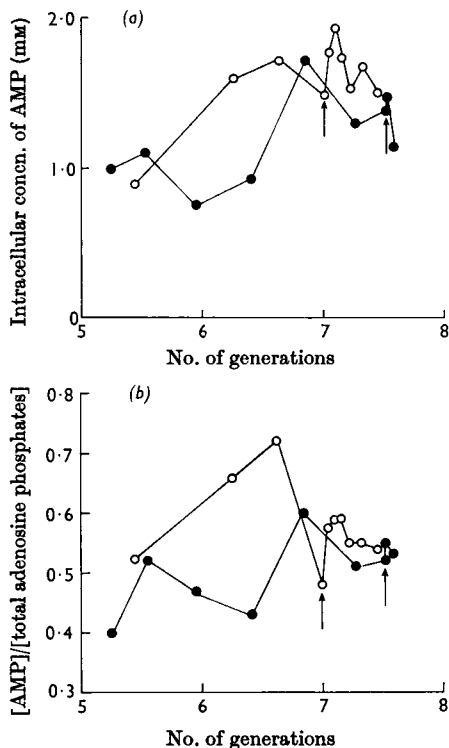 (a)
Intracellular concn. of AMP (mM)
2·0
1·0
0
5
6
7
8
No. of generations
(b)
[AMP]/[total adenosine phosphates]
0·8
0·7
0·6
0·5
0·4
0·3
5
6
7
8
No. of generations